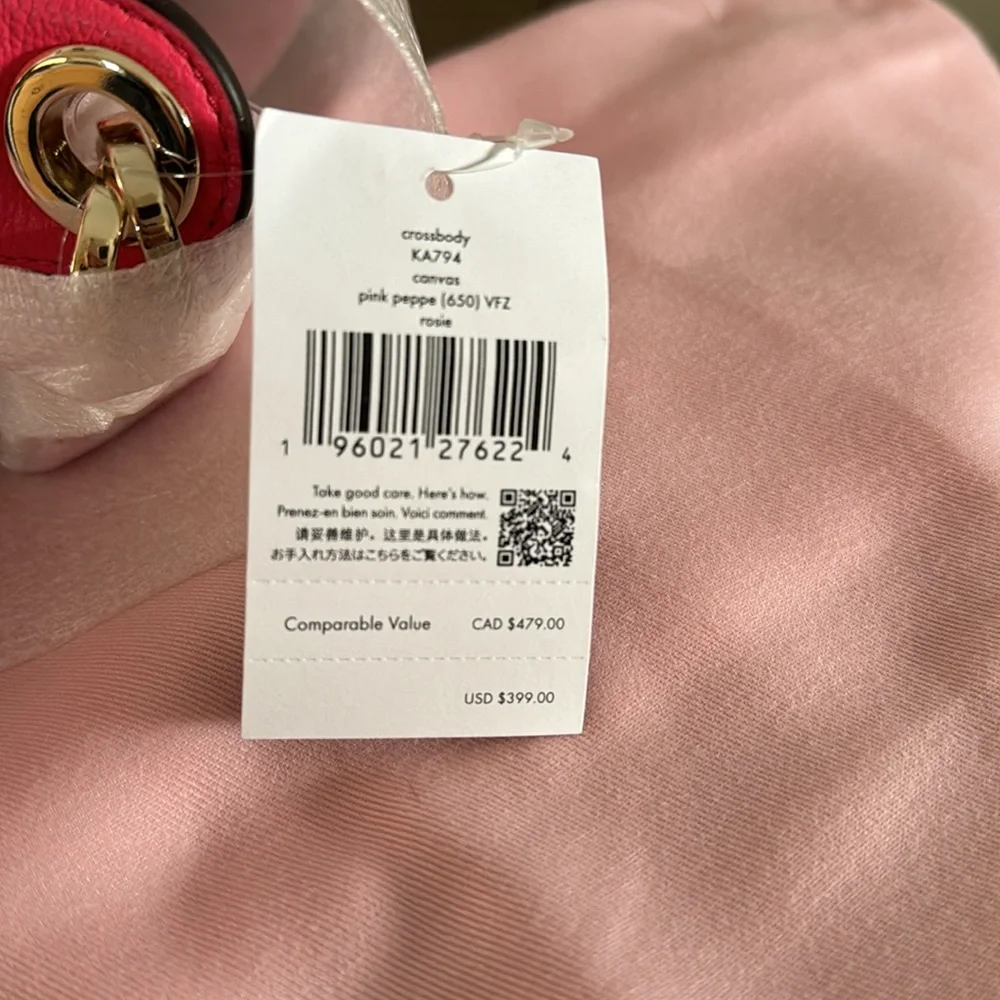 crossbody
KA794
canvas
pink peppe (650) VFZ
rosie
1 96021 27622 4
Take good care. Here's how.
Prenez-en bien soin. Voici comment.
请妥善维护。这里是具体做法。
お手入れ方法はこちらをご覧ください。
Comparable Value CAD $479.00
USD $399.00